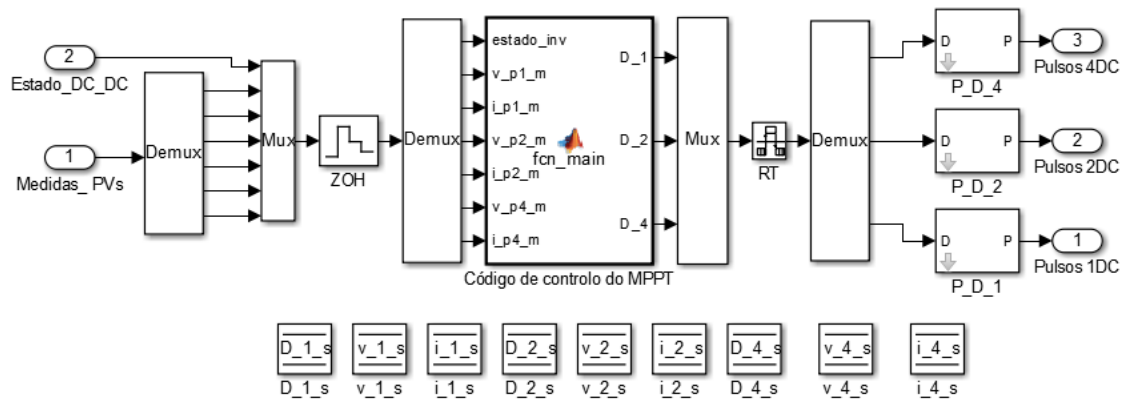 2
Estado_DC_DC
1
Medidas_ PVs
Demux
Mux
ZOH
Demux
estado_inv
v_p1_m
i_p1_m
v_p2_m
i_p2_m
v_p4_m
i_p4_m
fcn_main
D_1
D_2
D_4
Código de controlo do MPPT
Mux
RT
Demux
D P
P_D_4
3
Pulsos 4DC
D P
P_D_2
2
Pulsos 2DC
D P
P_D_1
1
Pulsos 1DC
D_1_s v_1_s i_1_s D_2_s v_2_s i_2_s D_4_s v_4_s i_4_s
D_1_s v_1_s i_1_s D_2_s v_2_s i_2_s D_4_s v_4_s i_4_s